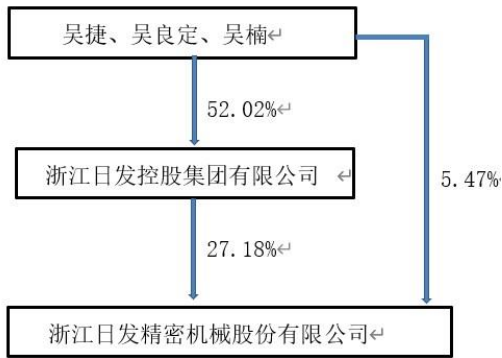 吴捷、吴良定、吴楠↵
52.02%↵
浙江日发控股集团有限公司 ↵
5.47%
27.18%↵
浙江日发精密机械股份有限公司↵